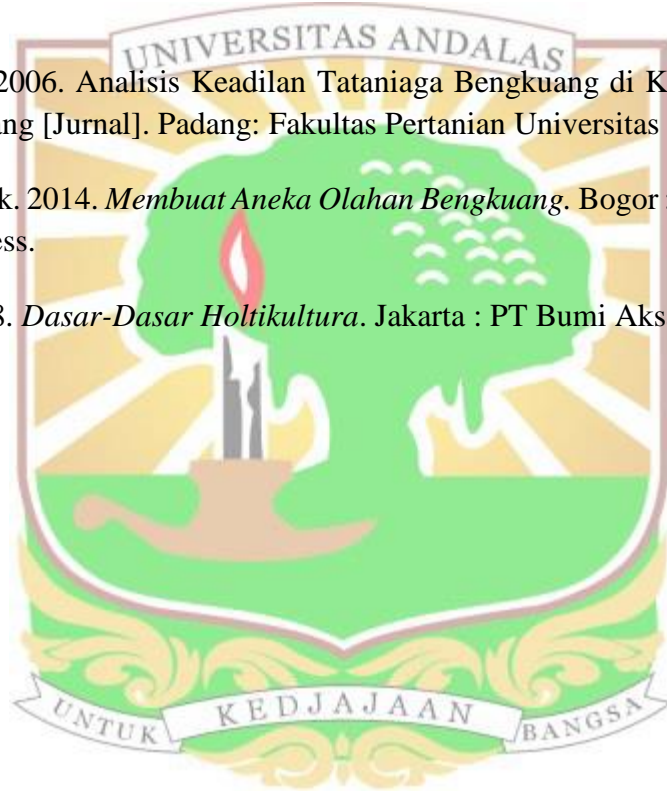 UNIVERSITAS ANDALAS
2006. Analisis Keadilan Tataniaga Bengkuang di K
ang [Jurnal]. Padang: Fakultas Pertanian Universitas
k. 2014. Membuat Aneka Olahan Bengkuang. Bogor :
ess.
8. Dasar-Dasar Holtikultura. Jakarta : PT Bumi Aks
UNTUK KEDJAJAAN BANGSA